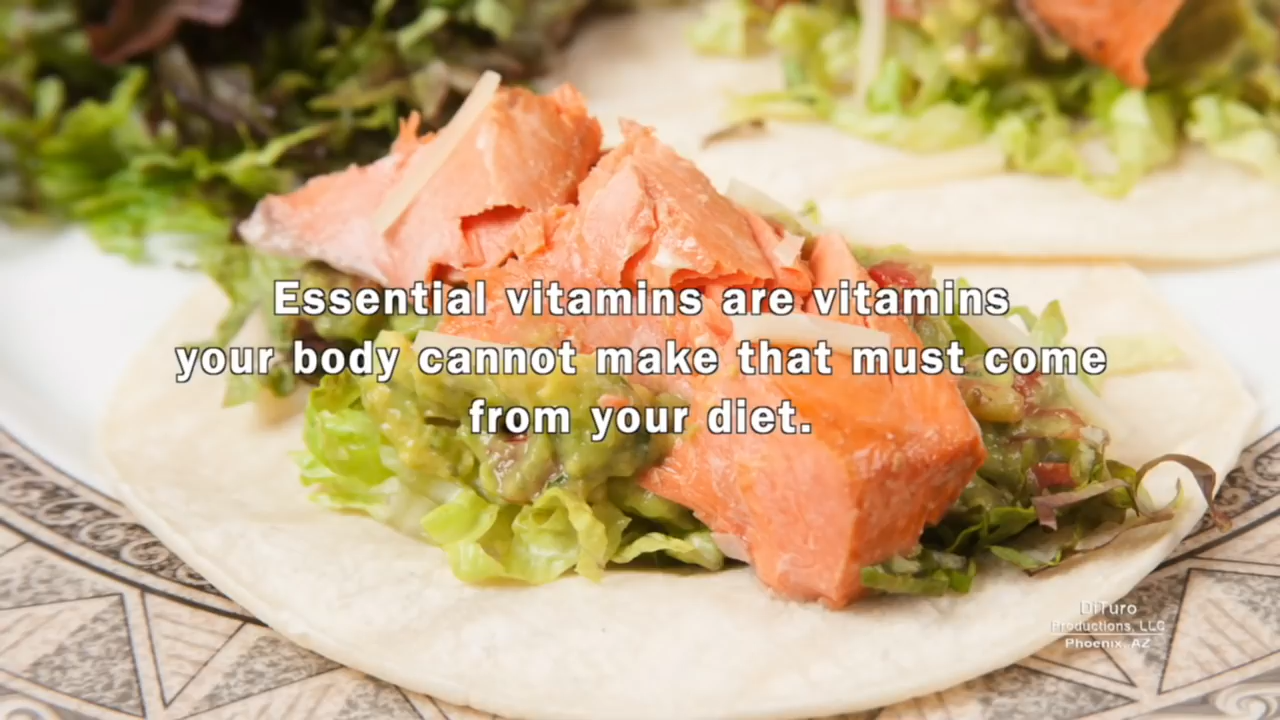 Essential vitamins are vitamins
your body cannot make that must come
from your diet.
DiTuro
Productions, LLC
Phoenix, AZ